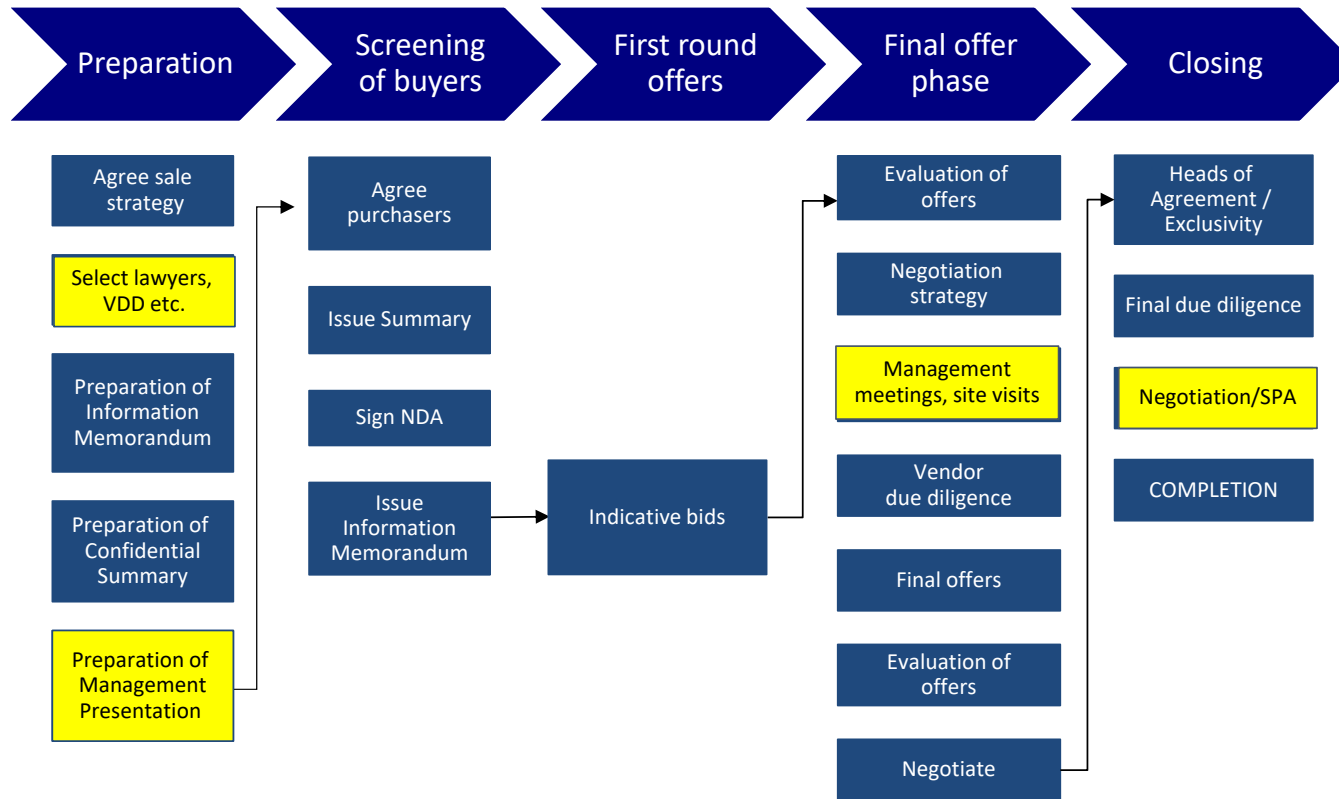 Preparation
Screening
of buyers
First round
offers
Final offer
phase
Closing
Agree sale
strategy
Select lawyers,
VDD etc.
Preparation of
Information
Memorandum
Preparation of
Confidential
Summary
Preparation of
Management
Presentation
Agree
purchasers
Issue Summary
Sign NDA
Issue
Information
Memorandum
Indicative bids
Evaluation of
offers
Negotiation
strategy
Management
meetings, site visits
Vendor
due diligence
Final offers
Evaluation of
offers
Negotiate
Heads of
Agreement /
Exclusivity
Final due diligence
Negotiation/SPA
COMPLETION